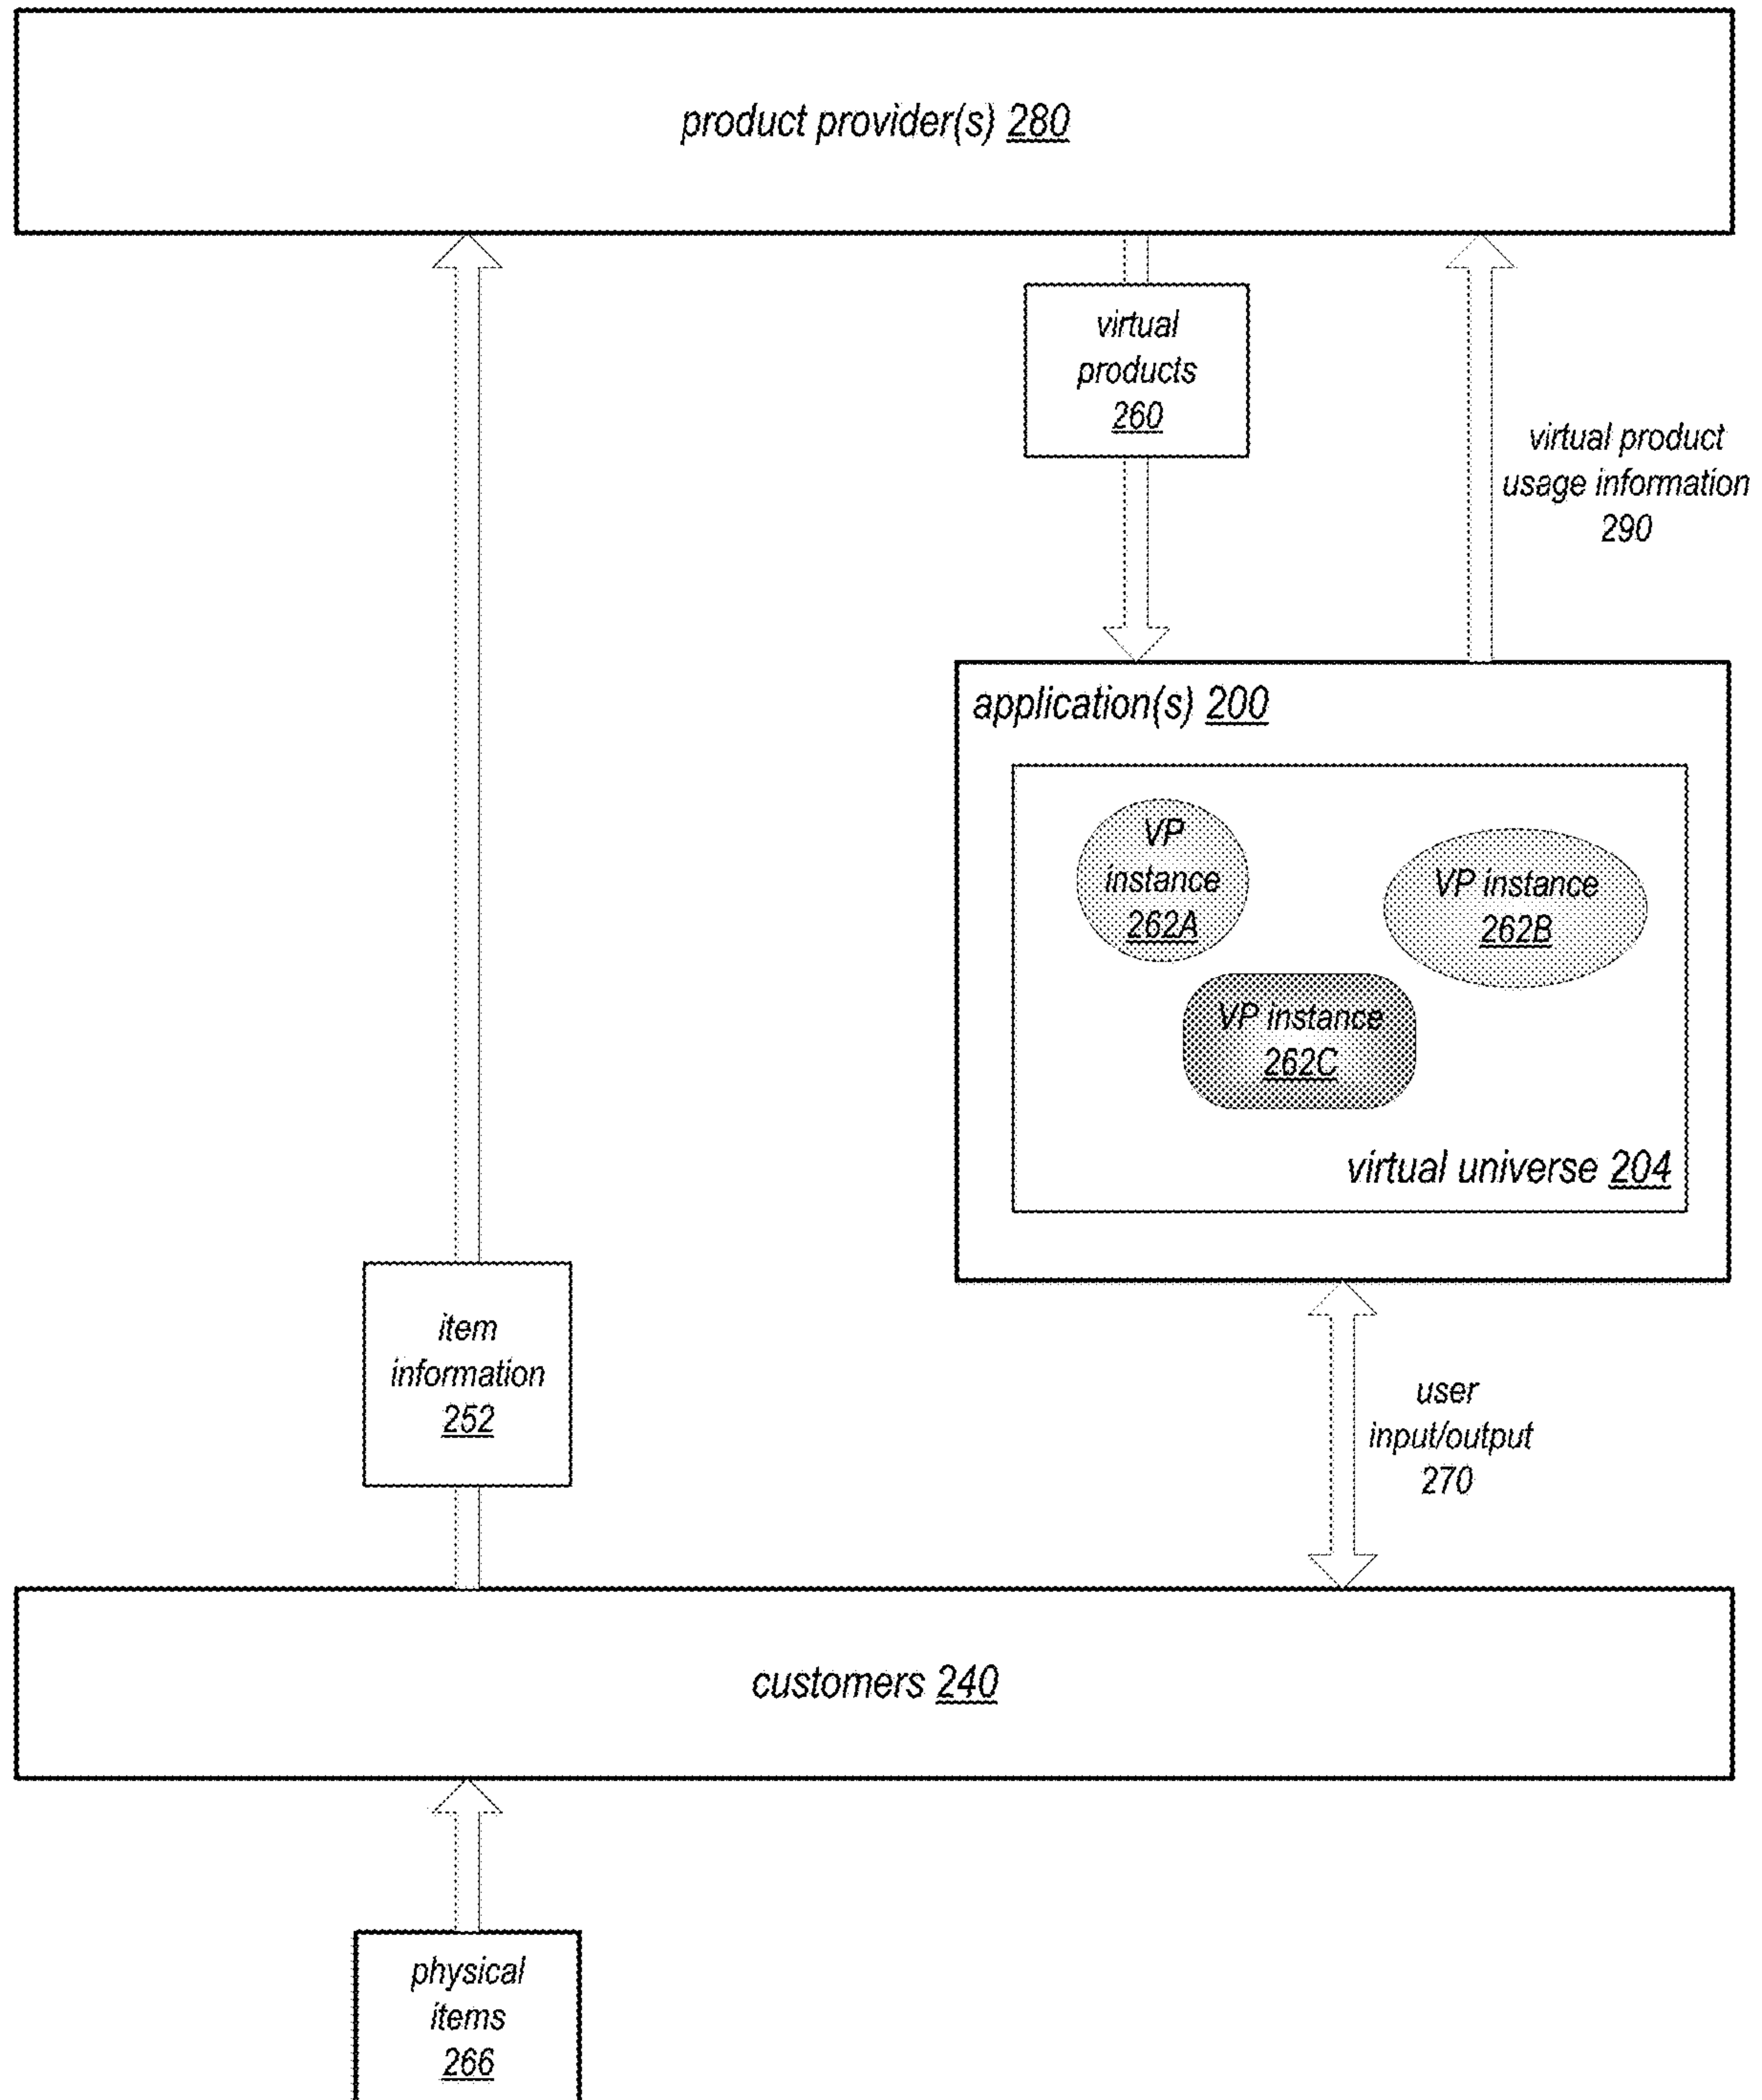 product provider(s) 280
virtual
products
260
virtual product
usage information
290
application(s) 200
VP
instance
262A
VP instance
262B
VP instance
262C
virtual universe 204
item
information
252
user
input/output
270
customers 240
physical
items
266